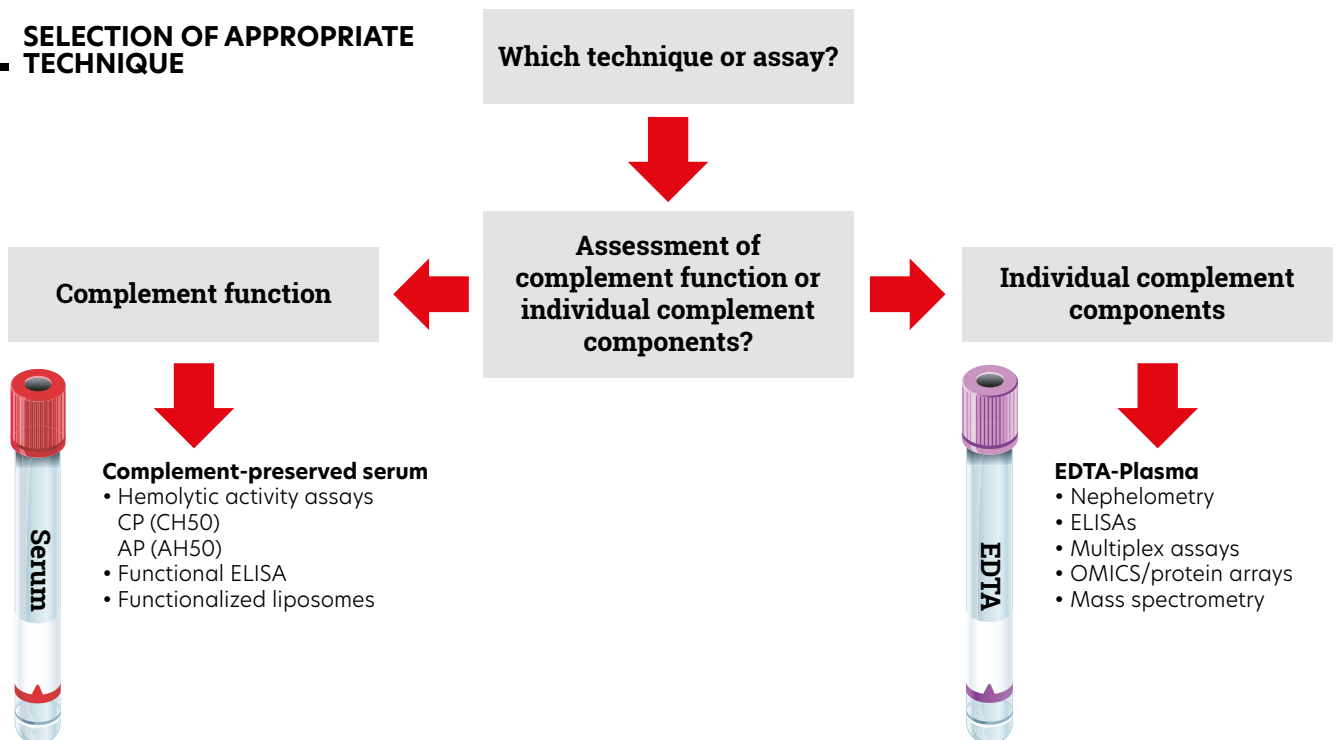 SELECTION OF APPROPRIATE
TECHNIQUE
Which technique or assay?
Assessment of
complement function or
individual complement
components?
Complement function
Individual complement
components
Serum
Complement-preserved serum
• Hemolytic activity assays
CP (CH50)
AP (AH50)
• Functional ELISA
• Functionalized liposomes
EDTA
EDTA-Plasma
• Nephelometry
• ELISAs
• Multiplex assays
• OMICS/protein arrays
• Mass spectrometry